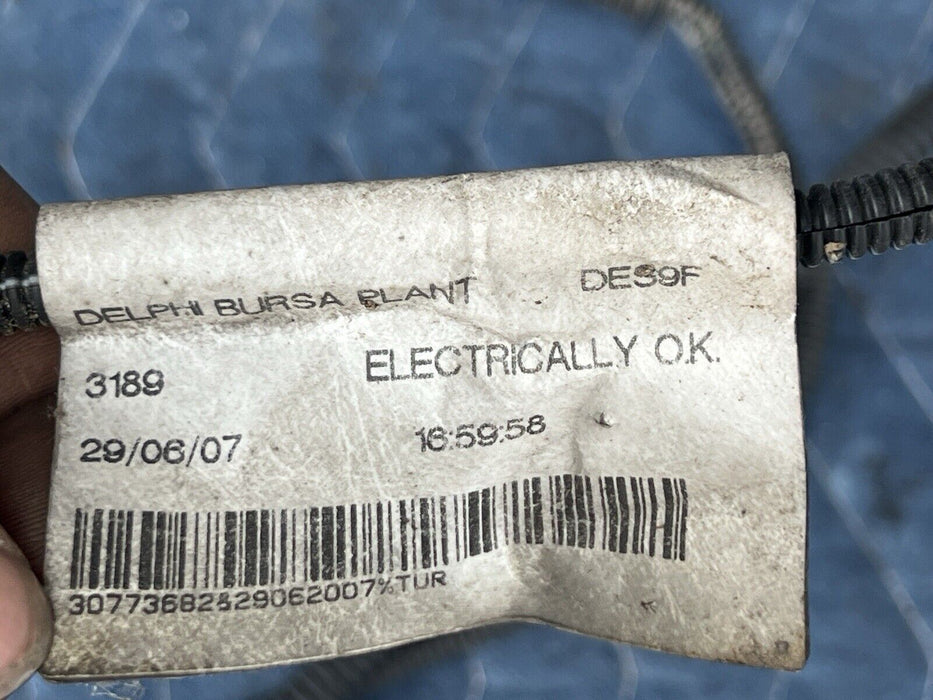 DELPHI BURSA PLANT DES9F
3189 ELECTRICALLY O.K.
29/06/07 16:59:58
30773682&29062007%TUR